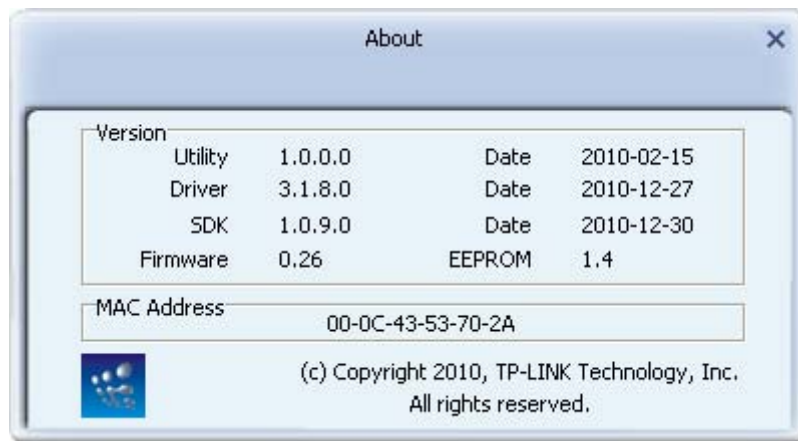 About
Version
Utility 1.0.0.0 Date 2010-02-15
Driver 3.1.8.0 Date 2010-12-27
SDK 1.0.9.0 Date 2010-12-30
Firmware 0.26 EEPROM 1.4
MAC Address
00-0C-43-53-70-2A
(c) Copyright 2010, TP-LINK Technology, Inc.
All rights reserved.